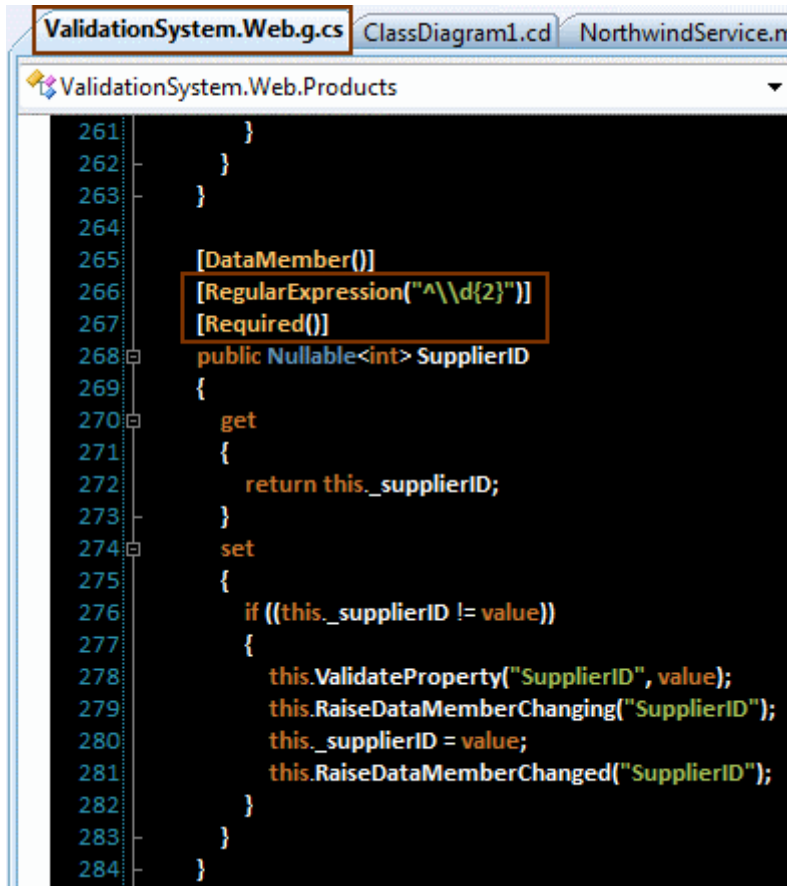 ValidationSystem.Web.g.cs ClassDiagram1.cd NorthwindService.m
ValidationSystem.Web.Products
261 }
262 }
263 }
264
265 [DataMember()]
266 [RegularExpression("^\\d{2}")]
267 [Required()]
268 public Nullable<int> SupplierID
269 {
270 get
271 {
272 return this._supplierID;
273 }
274 set
275 {
276 if ((this._supplierID != value))
277 {
278 this.ValidateProperty("SupplierID", value);
279 this.RaiseDataMemberChanging("SupplierID");
280 this._supplierID = value;
281 this.RaiseDataMemberChanged("SupplierID");
282 }
283 }
284 }